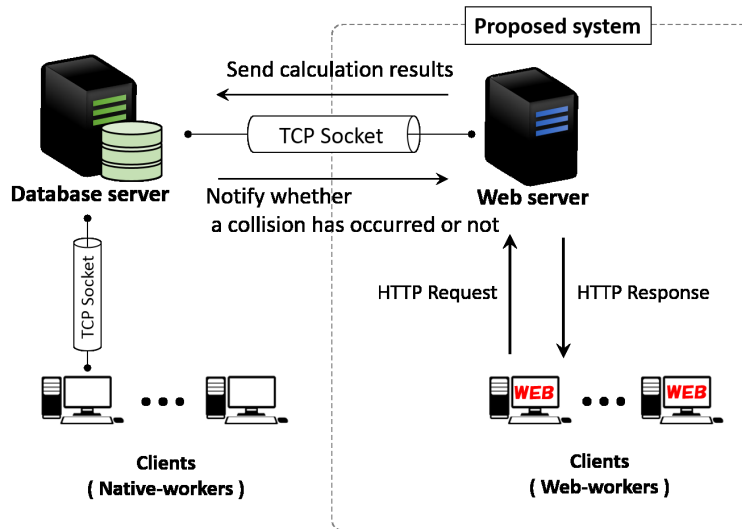 Proposed system
Send calculation results
TCP Socket
Database server
Web server
Notify whether
a collision has occurred or not
TCP Socket
HTTP Request
HTTP Response
WEB
WEB
Clients
( Native-workers )
Clients
( Web-workers )